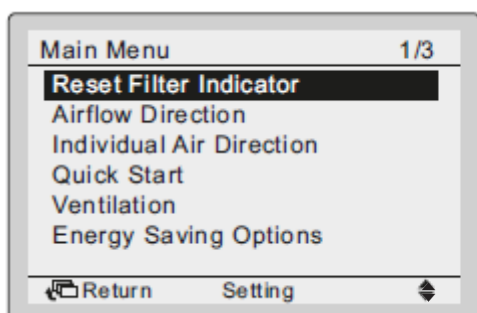 Main Menu 1/3
Reset Filter Indicator
Airflow Direction
Individual Air Direction
Quick Start
Ventilation
Energy Saving Options
Return Setting